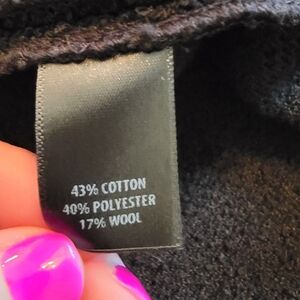 43% COTTON
40% POLYESTER
17% WOOL